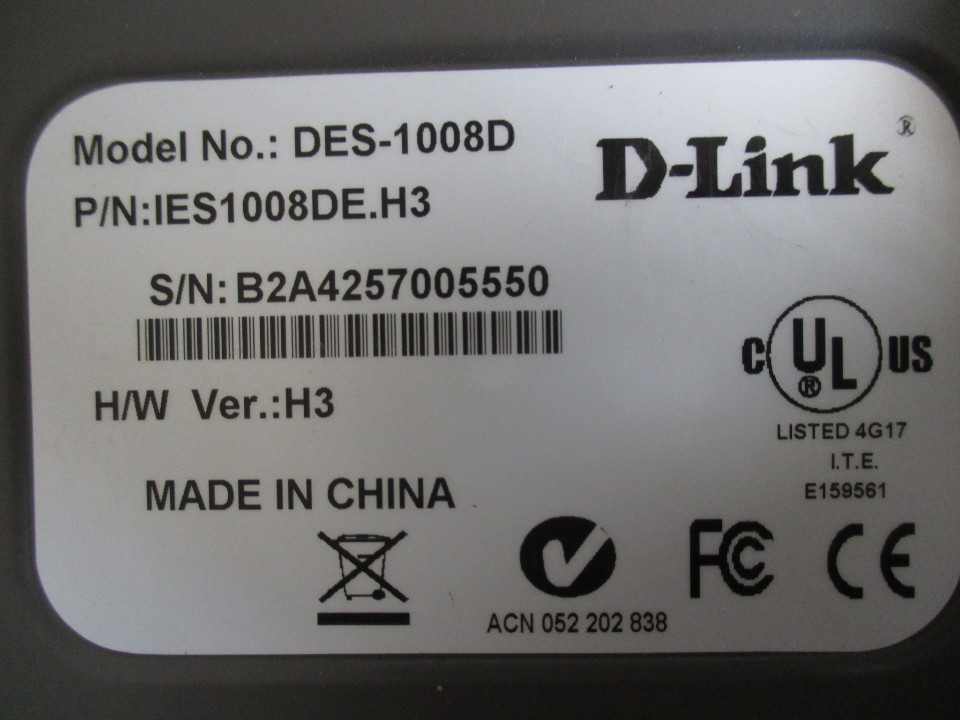 Model No.: DES-1008D
D-Link®
P/N:IES1008DE.H3
S/N: B2A4257005550
C UL® US
H/W Ver.:H3
LISTED 4G17
I.T.E.
E159561
MADE IN CHINA
FC CE
ACN 052 202 838